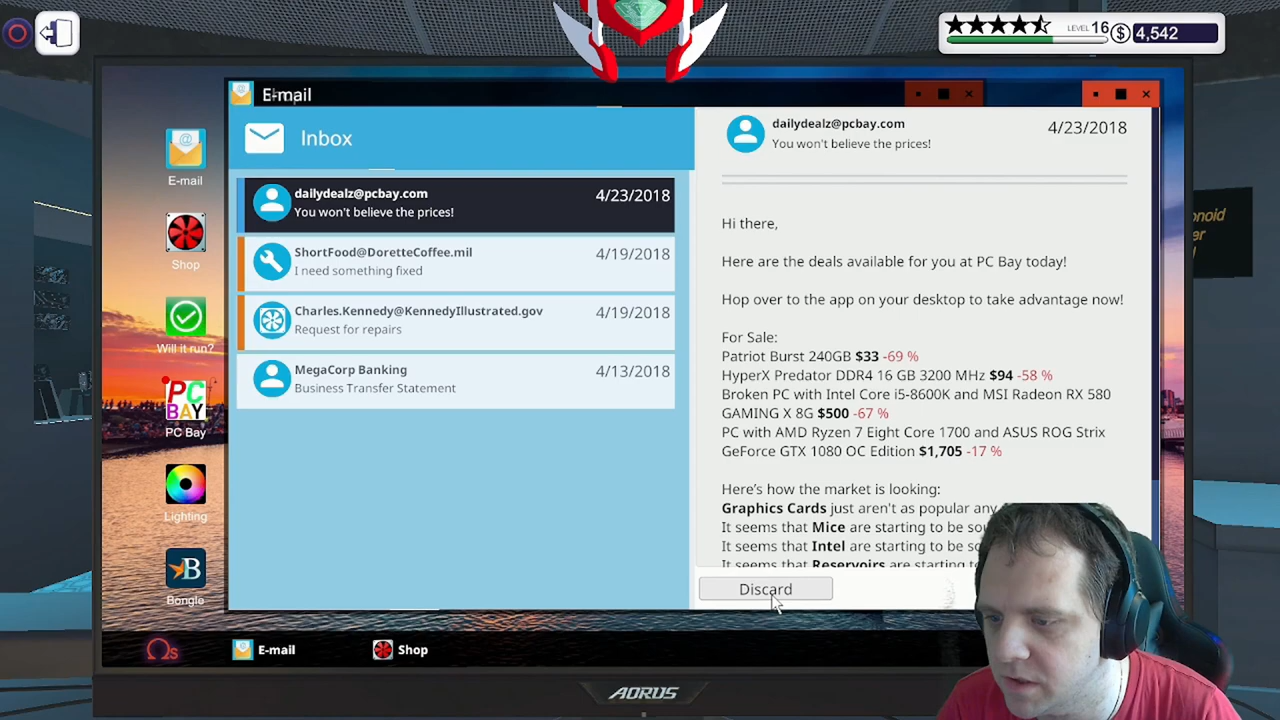 LEVEL 16 $ 4,542
E-mail
Inbox
dailydealz@pcbay.com 4/23/2018
You won't believe the prices!
ShortFood@DoretteCoffee.mil 4/19/2018
I need something fixed
Charles.Kennedy@KennedyIllustrated.gov 4/19/2018
Request for repairs
MegaCorp Banking 4/13/2018
Business Transfer Statement
dailydealz@pcbay.com 4/23/2018
You won't believe the prices!
Hi there,
Here are the deals available for you at PC Bay today!
Hop over to the app on your desktop to take advantage now!
For Sale:
Patriot Burst 240GB $33 -69 %
HyperX Predator DDR4 16 GB 3200 MHz $94 -58 %
Broken PC with Intel Core i5-8600K and MSI Radeon RX 580
GAMING X 8G $500 -67 %
PC with AMD Ryzen 7 Eight Core 1700 and ASUS ROG Strix
GeForce GTX 1080 OC Edition $1,705 -17 %
Here's how the market is looking:
Graphics Cards just aren't as popular any
It seems that Mice are starting to be
It seems that Intel are starting to be
It seems that Reservoirs are starting to
Discard
E-mail
Shop
Will it run?
PC BAY
PC Bay
Lighting
B
Bongle
Ωs
E-mail
Shop
AORUS